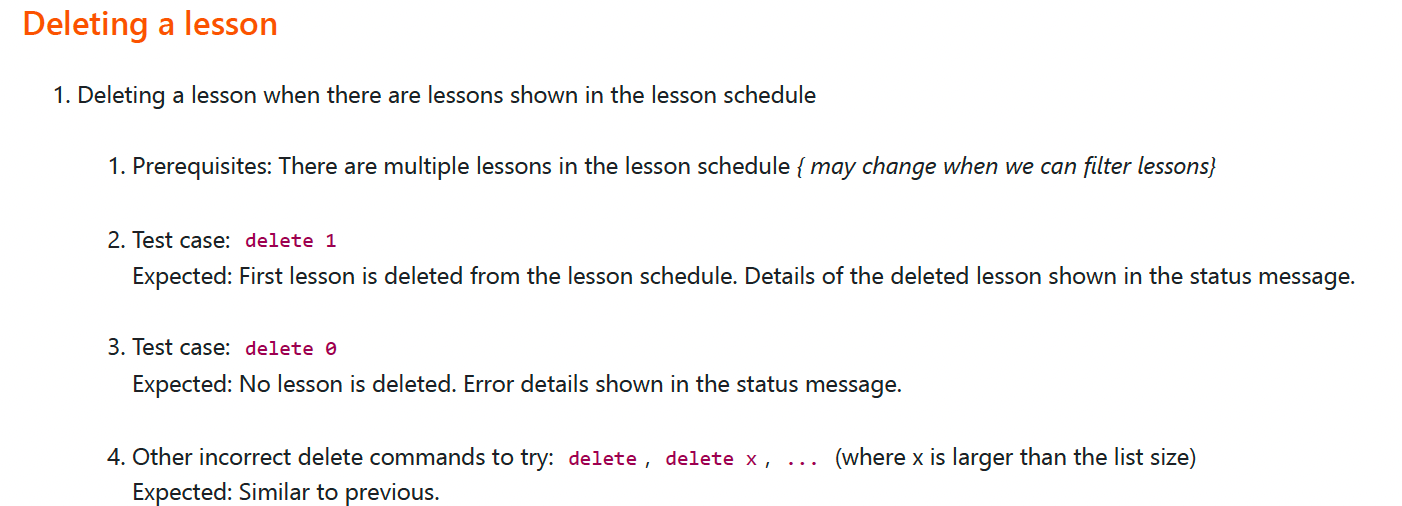 Deleting a lesson
1. Deleting a lesson when there are lessons shown in the lesson schedule
1. Prerequisites: There are multiple lessons in the lesson schedule { may change when we can filter lessons}
2. Test case: delete 1
Expected: First lesson is deleted from the lesson schedule. Details of the deleted lesson shown in the status message.
3. Test case: delete 0
Expected: No lesson is deleted. Error details shown in the status message.
4. Other incorrect delete commands to try: delete , delete x , ... (where x is larger than the list size)
Expected: Similar to previous.